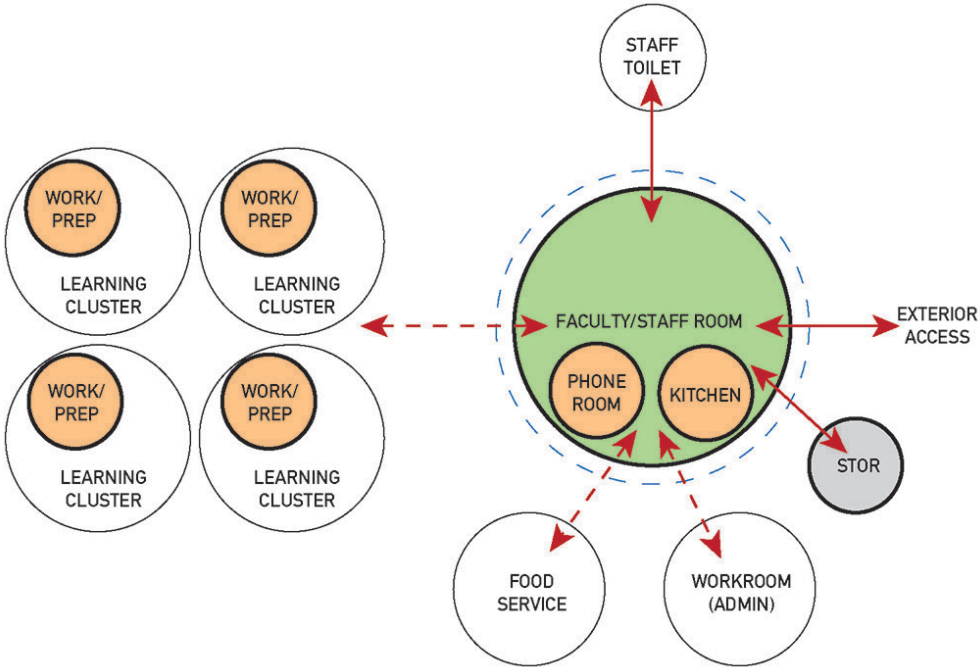 STAFF
TOILET
WORK/
PREP
LEARNING
CLUSTER
WORK/
PREP
LEARNING
CLUSTER
WORK/
PREP
LEARNING
CLUSTER
WORK/
PREP
LEARNING
CLUSTER
FACULTY/STAFF ROOM
EXTERIOR
ACCESS
PHONE
ROOM
KITCHEN
STOR
FOOD
SERVICE
WORKROOM
(ADMIN)